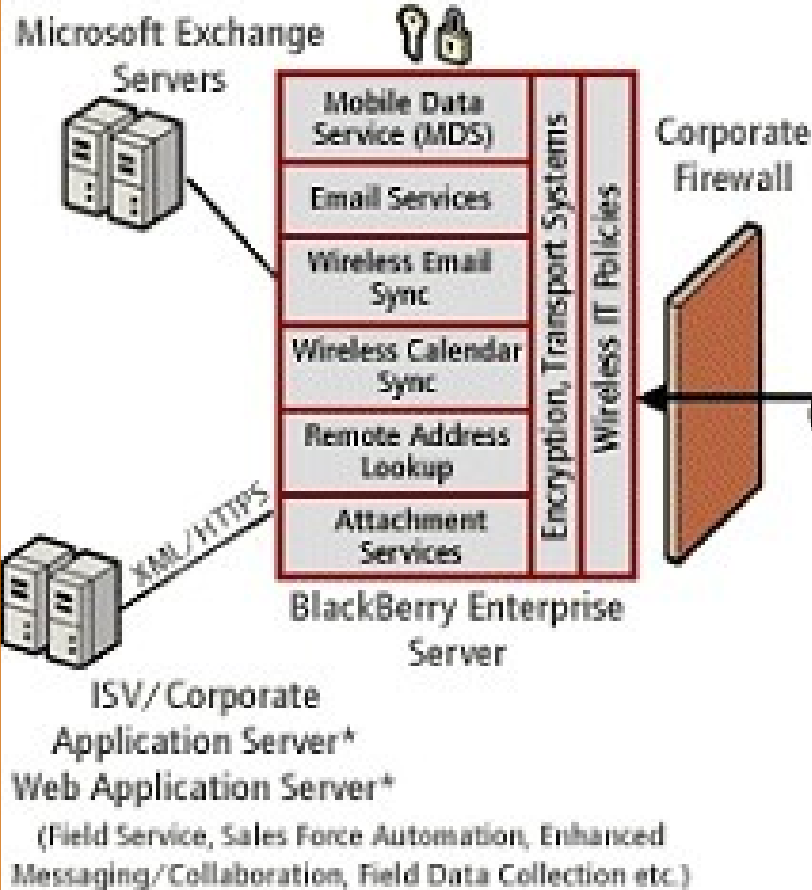 Microsoft Exchange
Servers
Mobile Data
Service (MDS)
Email Services
Wireless Email
Sync
Wireless Calendar
Sync
Remote Address
Lookup
Attachment
Services
Encryption, Transport Systems
Wireless IT Policies
Corporate
Firewall
XML/HTTPS
BlackBerry Enterprise
Server
ISV/Corporate
Application Server*
Web Application Server*
(Field Service, Sales Force Automation, Enhanced
Messaging/Collaboration, Field Data Collection etc.)